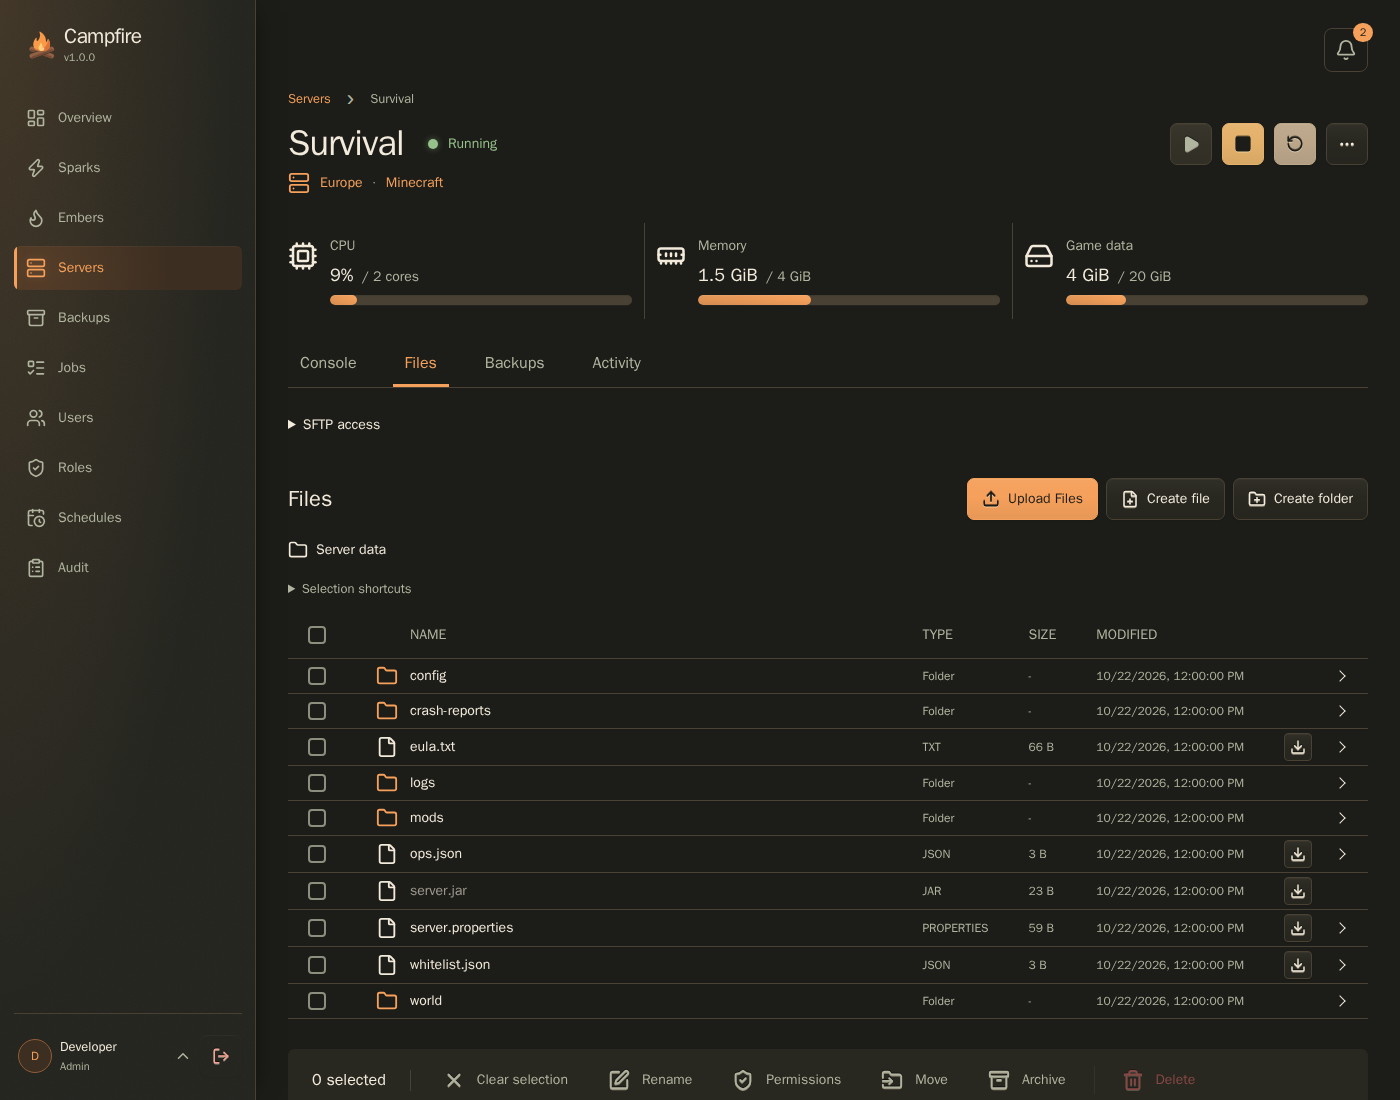 Campfire
v1.0.0
Overview
Sparks
Embers
Servers
Backups
Jobs
Users
Roles
Schedules
Audit
D
Developer
Admin
2
Servers Survival
Survival Running
Europe · Minecraft
CPU
9% / 2 cores
Memory
1.5 GiB / 4 GiB
Game data
4 GiB / 20 GiB
Console Files Backups Activity
SFTP access
Files
Upload Files Create file Create folder
Server data
Selection shortcuts
NAME TYPE SIZE MODIFIED
config Folder - 10/22/2026, 12:00:00 PM
crash-reports Folder - 10/22/2026, 12:00:00 PM
eula.txt TXT 66 B 10/22/2026, 12:00:00 PM
logs Folder - 10/22/2026, 12:00:00 PM
mods Folder - 10/22/2026, 12:00:00 PM
ops.json JSON 3 B 10/22/2026, 12:00:00 PM
server.jar JAR 23 B 10/22/2026, 12:00:00 PM
server.properties PROPERTIES 59 B 10/22/2026, 12:00:00 PM
whitelist.json JSON 3 B 10/22/2026, 12:00:00 PM
world Folder - 10/22/2026, 12:00:00 PM
0 selected Clear selection Rename Permissions Move Archive Delete